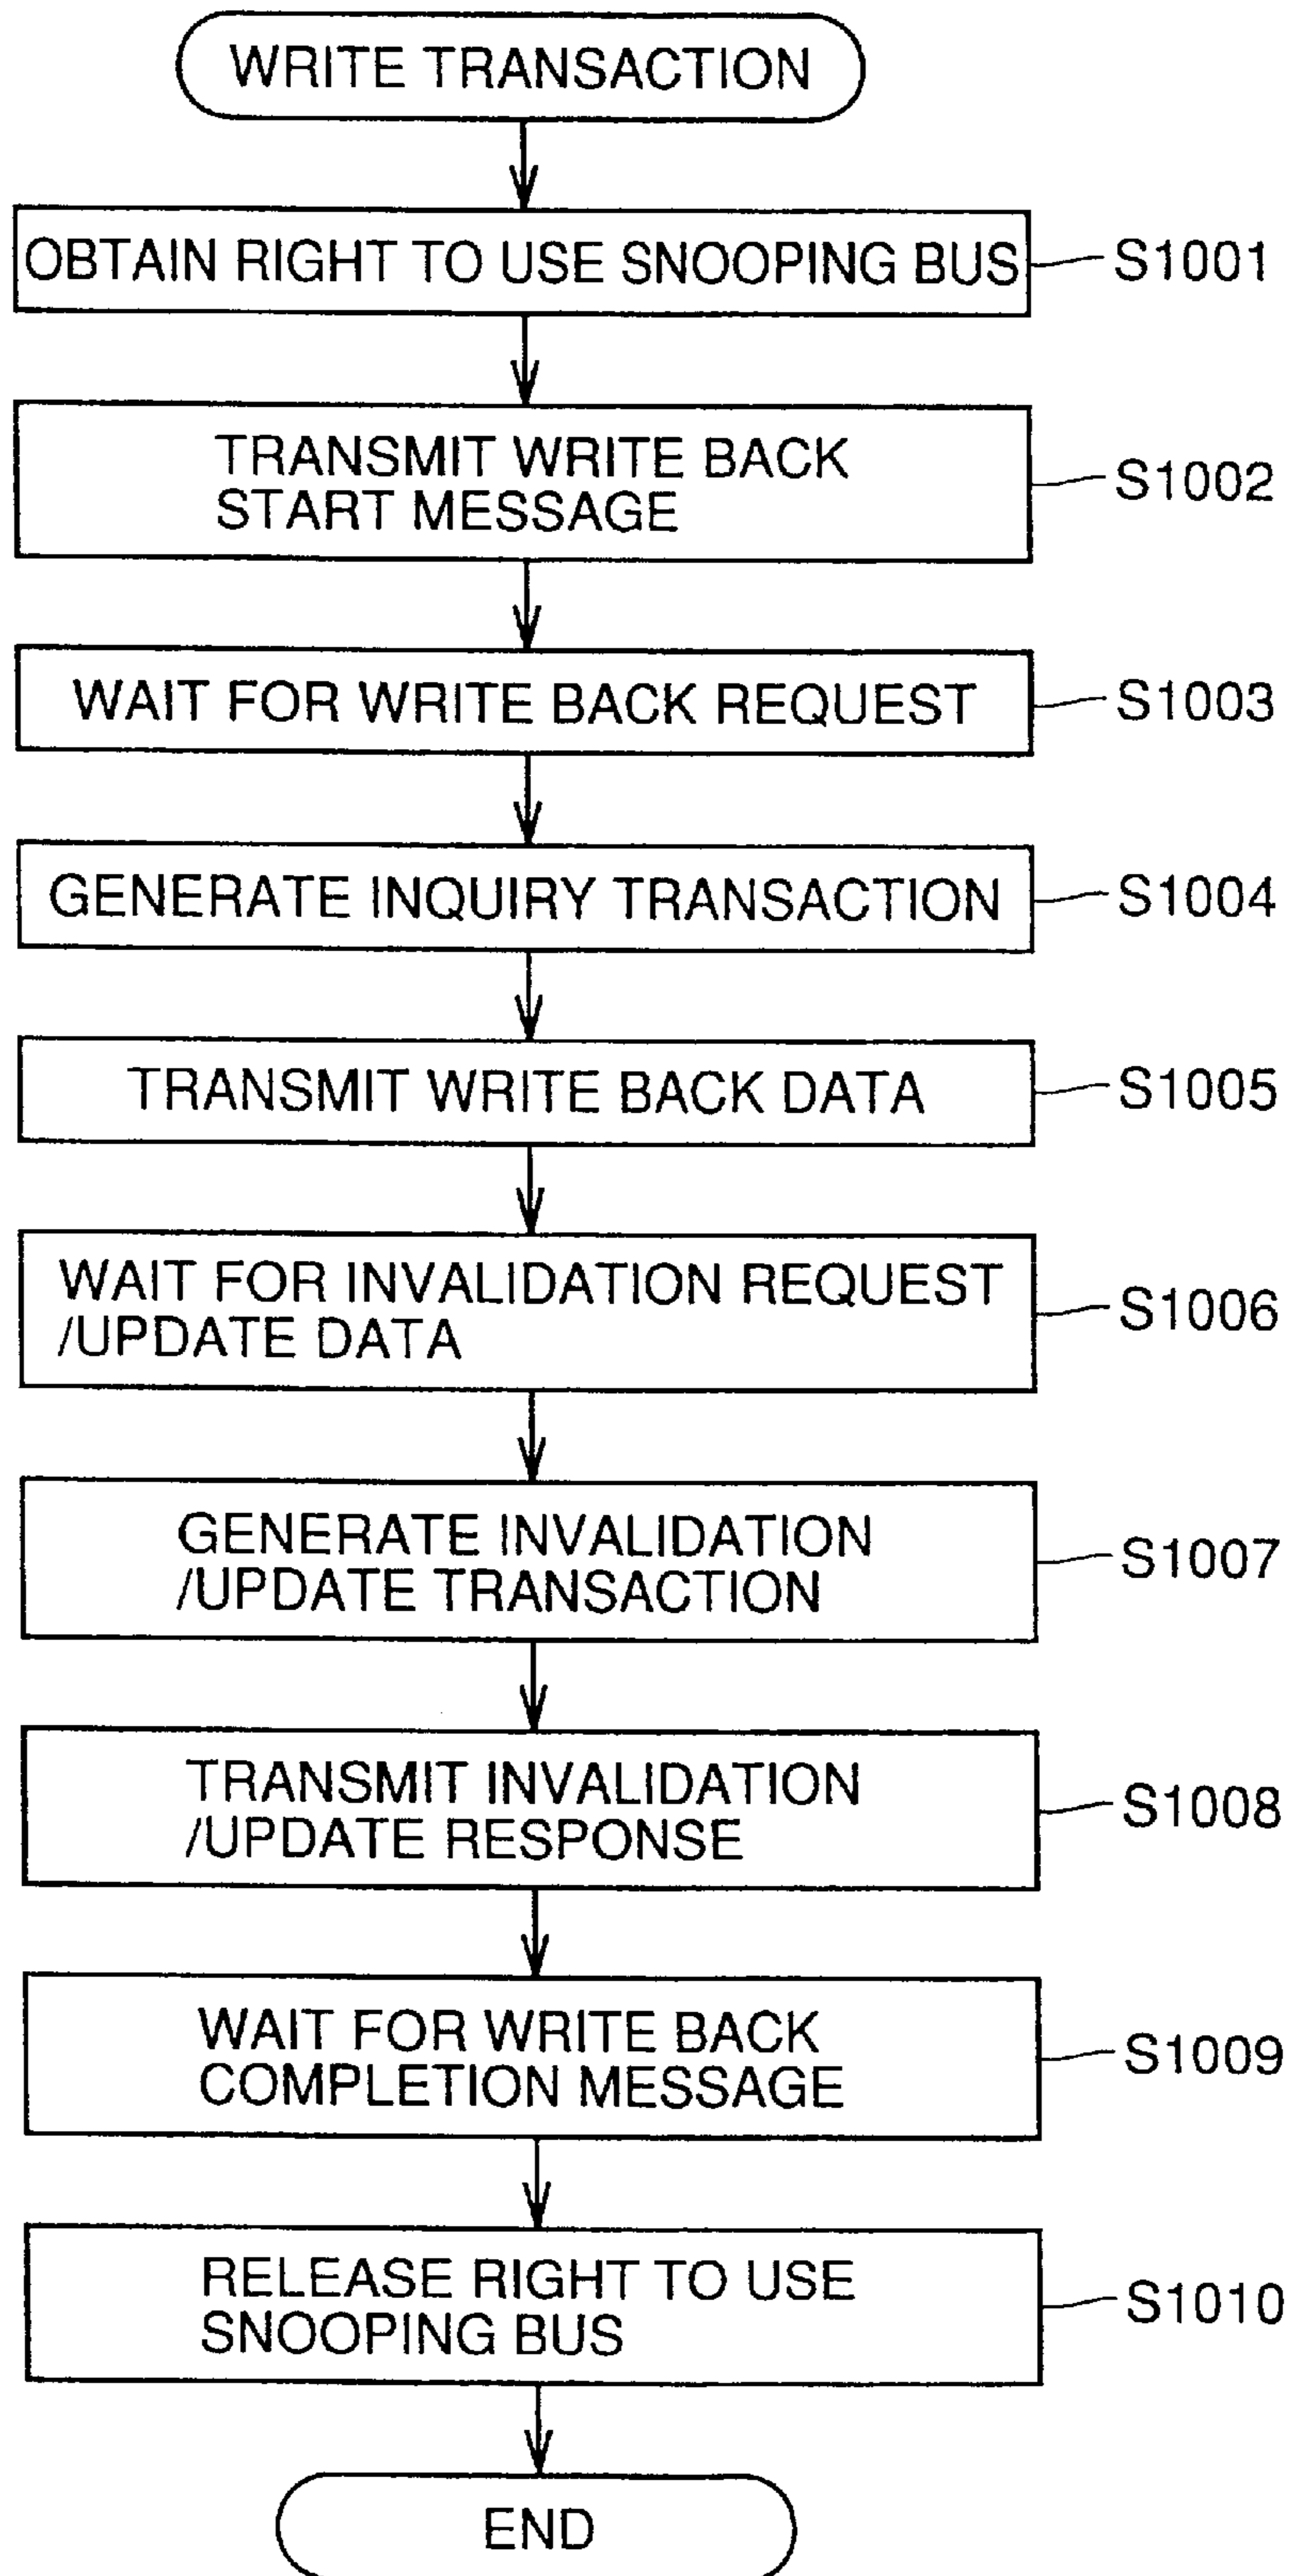 WRITE TRANSACTION
OBTAIN RIGHT TO USE SNOOPING BUS
S1001
TRANSMIT WRITE BACK
START MESSAGE
S1002
WAIT FOR WRITE BACK REQUEST
S1003
GENERATE INQUIRY TRANSACTION
S1004
TRANSMIT WRITE BACK DATA
S1005
WAIT FOR INVALIDATION REQUEST
/UPDATE DATA
S1006
GENERATE INVALIDATION
/UPDATE TRANSACTION
S1007
TRANSMIT INVALIDATION
/UPDATE RESPONSE
S1008
WAIT FOR WRITE BACK
COMPLETION MESSAGE
S1009
RELEASE RIGHT TO USE
SNOOPING BUS
S1010
END